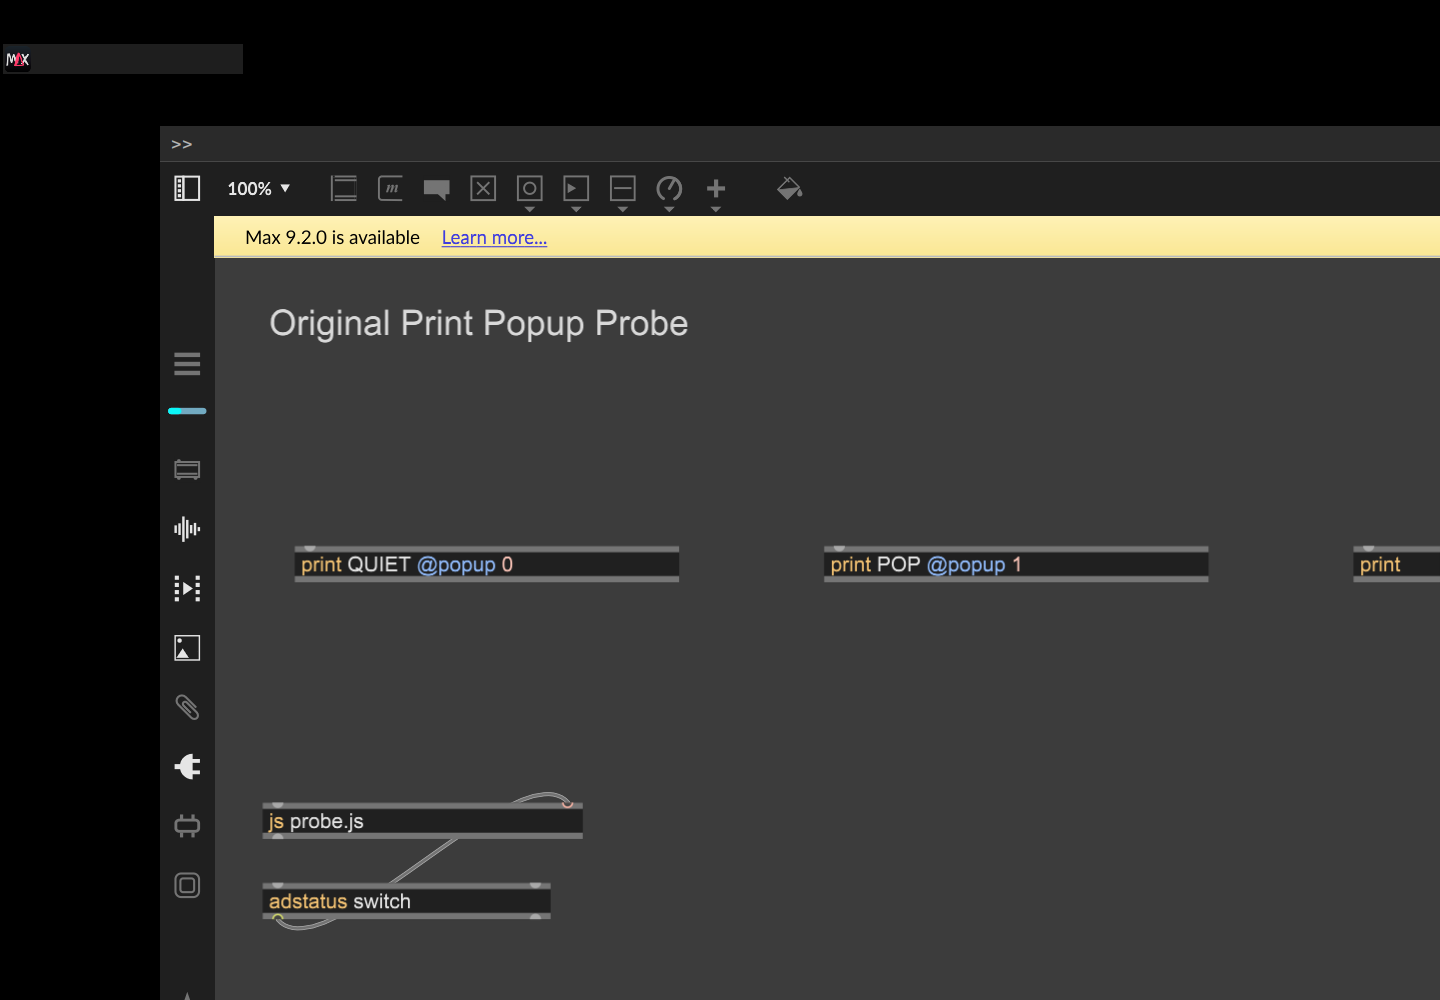 MAX
>>
100%
m
Max 9.2.0 is available Learn more...
Original Print Popup Probe
print QUIET @popup 0
print POP @popup 1
print
js probe.js
adstatus switch